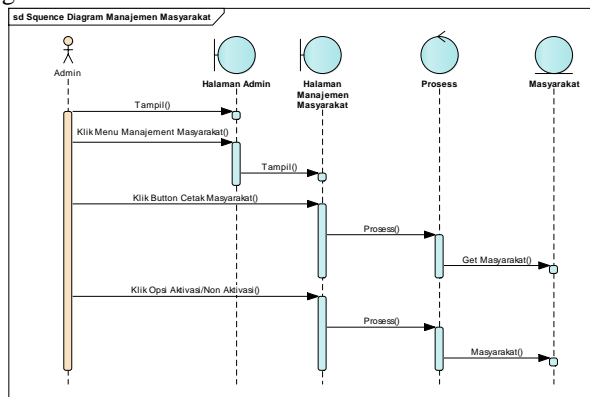 sd Squence Diagram Manajemen Masyarakat
Admin
Halaman Admin
Halaman
Manajemen
Masyarakat
Prosess
Masyarakat
Tampil()
Klik Menu Management Masyarakat()
Tampil()
Klik Button Cetak Masyarakat()
Prosess()
Get Masyarakat()
Klik Opsi Aktivasi/Non Aktivasi()
Prosess()
Masyarakat()